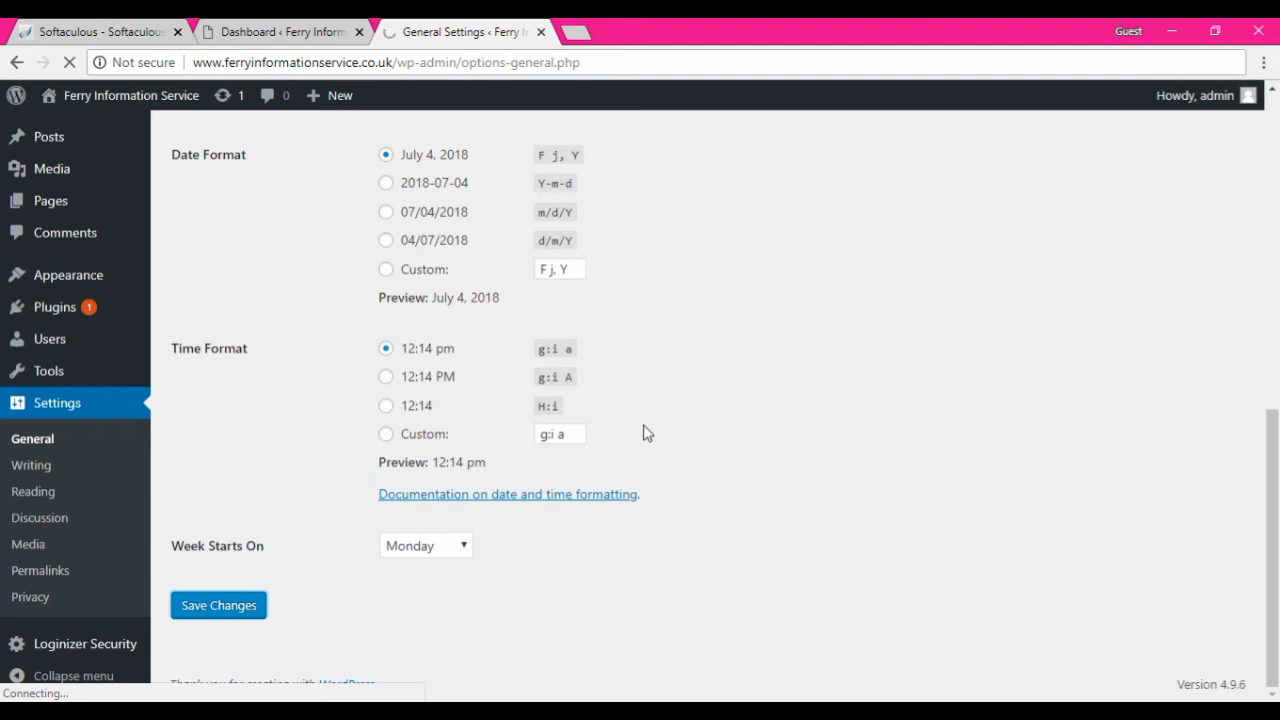 Softaculous - Softaculous
Dashboard ‹ Ferry Inform
General Settings ‹ Ferry I
Guest
Not secure
www.ferryinformationservice.co.uk/wp-admin/options-general.php
Ferry Information Service
1
0
New
Howdy, admin
Posts
Media
Pages
Comments
Appearance
Plugins 1
Users
Tools
Settings
General
Writing
Reading
Discussion
Media
Permalinks
Privacy
Loginizer Security
Collapse menu
Connecting...
Date Format
July 4, 2018 F j, Y
2018-07-04 Y-m-d
07/04/2018 m/d/Y
04/07/2018 d/m/Y
Custom: F j, Y
Preview: July 4, 2018
Time Format
12:14 pm g:i a
12:14 PM g:i A
12:14 H:i
Custom: g:i a
Preview: 12:14 pm
Documentation on date and time formatting.
Week Starts On
Monday
Save Changes
Thank you for creating with WordPress
Version 4.9.6